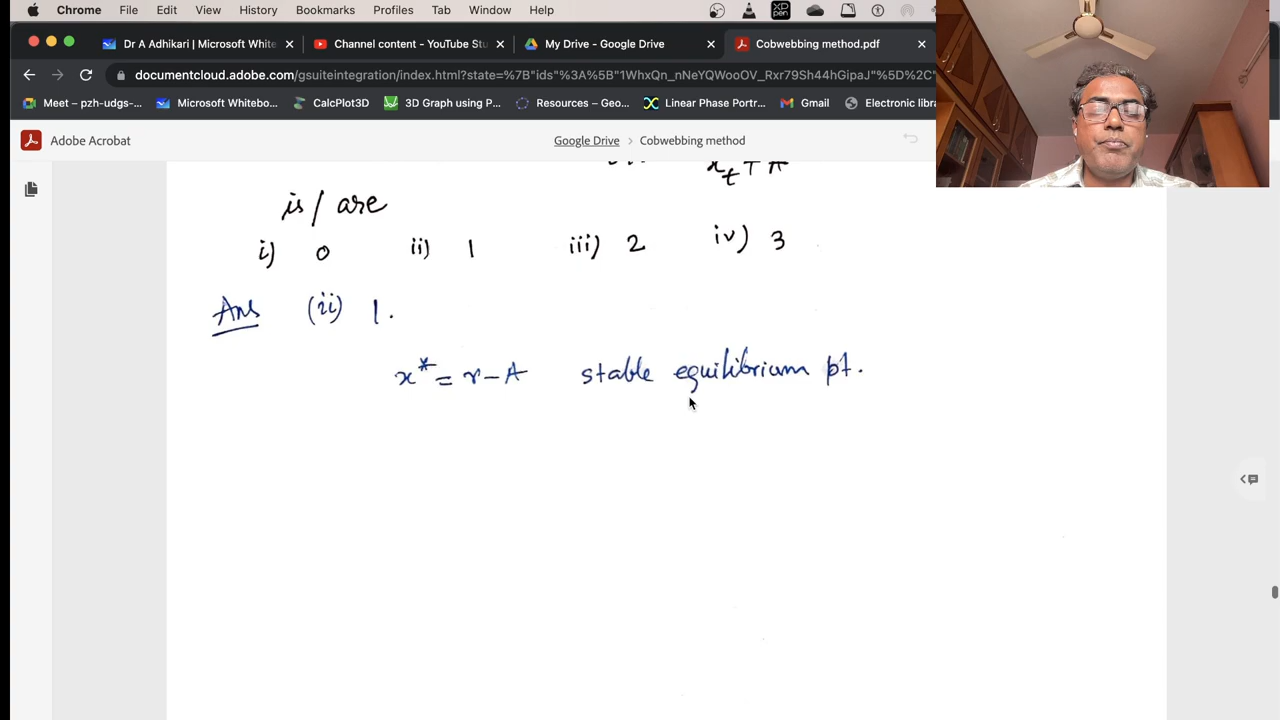 Chrome File Edit View History Bookmarks Profiles Tab Window Help
Dr A Adhikari | Microsoft White Channel content - YouTube Stu My Drive - Google Drive Cobwebbing method.pdf
documentcloud.adobe.com/gsuiteintegration/index.html?state=%7B"ids"%3A%5B"1WhxQn_nNeYQWooOV_Rxr79Sh44hGipaJ"%5D%2C"
Meet – pzh-udgs-... Microsoft Whitebo... CalcPlot3D 3D Graph using P... Resources – Geo... Linear Phase Portr... Gmail Electronic libra
Adobe Acrobat Google Drive > Cobwebbing method
x_t + A
is / are
i) 0 ii) 1 iii) 2 iv) 3
Ans (ii) 1.
x* = r - A stable equilibrium pt.